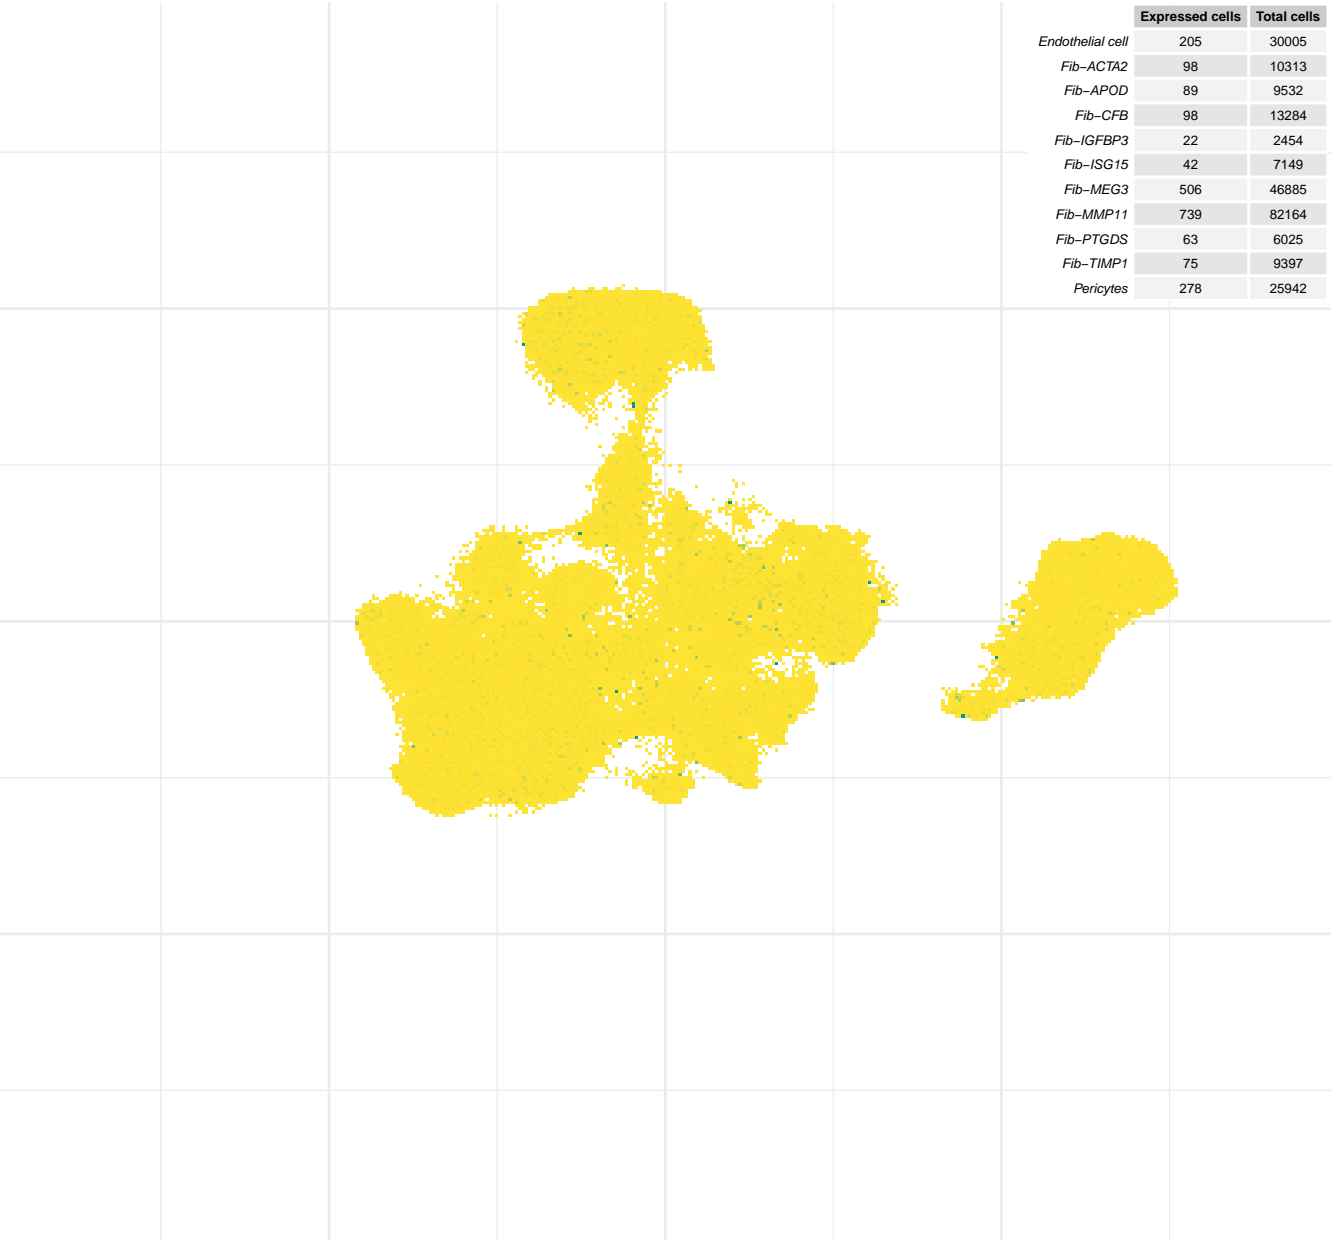 Expressed cells Total cells
Endothelial cell 205 30005
Fib−ACTA2 98 10313
Fib−APOD 89 9532
Fib−CFB 98 13284
Fib−IGFBP3 22 2454
Fib−ISG15 42 7149
Fib−MEG3 506 46885
Fib−MMP11 739 82164
Fib−PTGDS 63 6025
Fib−TIMP1 75 9397
Pericytes 278 25942